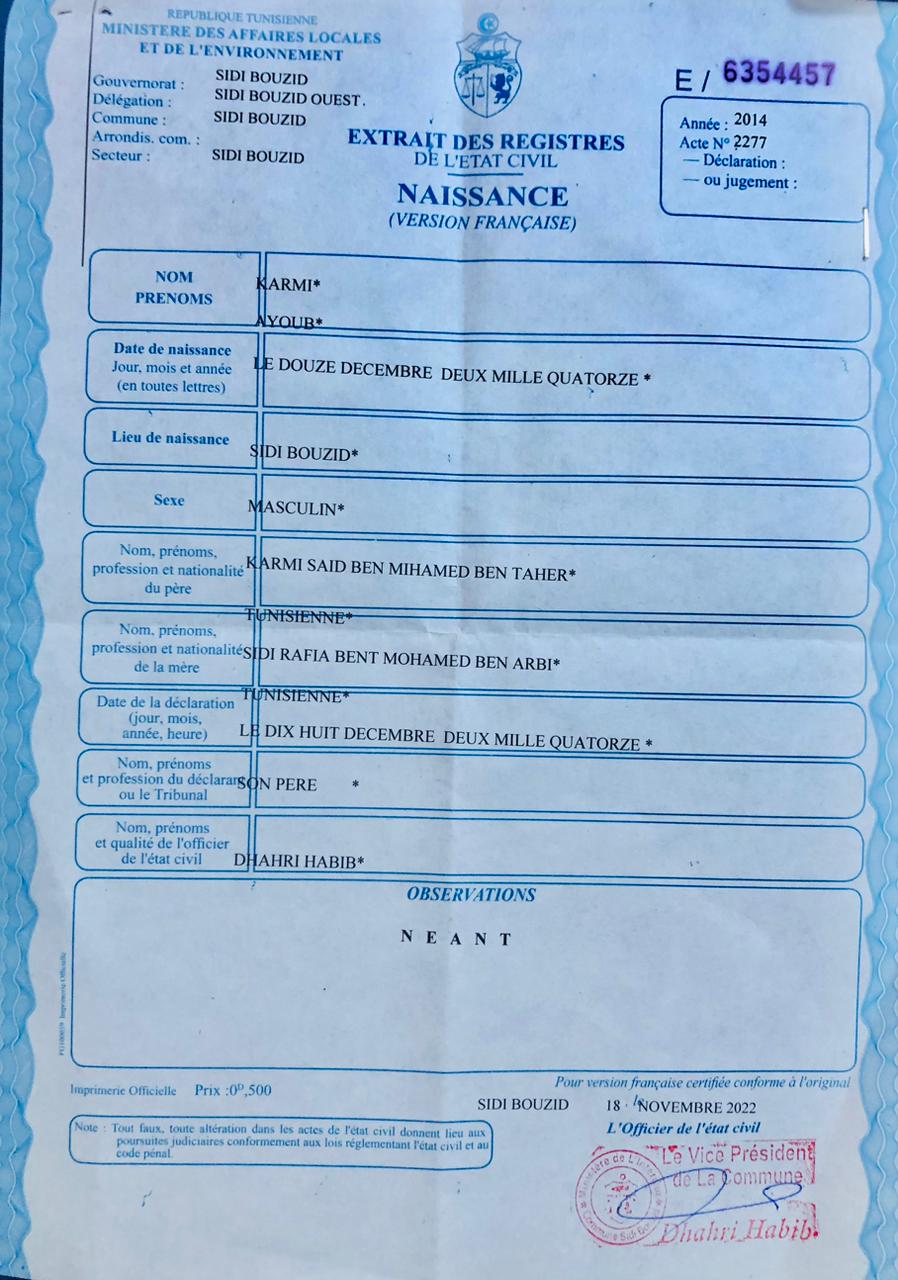 REPUBLIQUE TUNISIENNE
MINISTERE DES AFFAIRES LOCALES
ET DE L'ENVIRONNEMENT
Gouvernorat : SIDI BOUZID
Délégation : SIDI BOUZID OUEST.
Commune : SIDI BOUZID
Arrondis. com. :
Secteur : SIDI BOUZID
E / 6354457
Année : 2014
Acte N° 2277
— Déclaration :
— ou jugement :
EXTRAIT DES REGISTRES
DE L'ETAT CIVIL
NAISSANCE
(VERSION FRANÇAISE)
NOM
PRENOMS
KARMI*
AYOUB*
Date de naissance
Jour, mois et année
(en toutes lettres)
LE DOUZE DECEMBRE DEUX MILLE QUATORZE *
Lieu de naissance
SIDI BOUZID*
Sexe
MASCULIN*
Nom, prénoms,
profession et nationalité
du père
KARMI SAID BEN MIHAMED BEN TAHER*
TUNISIENNE*
Nom, prénoms,
profession et nationalité
de la mère
SIDI RAFIA BENT MOHAMED BEN ARBI*
TUNISIENNE*
Date de la déclaration
(jour, mois,
année, heure)
LE DIX HUIT DECEMBRE DEUX MILLE QUATORZE *
Nom, prénoms
et profession du déclarant
ou le Tribunal
SON PERE *
Nom, prénoms
et qualité de l'officier
de l'état civil
DHAHRI HABIB*
OBSERVATIONS
N E A N T
Imprimerie Officielle Prix :0ᴰ,500
Pour version française certifiée conforme à l'original
SIDI BOUZID 18 NOVEMBRE 2022
L'Officier de l'état civil
Note : Tout faux, toute altération dans les actes de l'état civil donnent lieu aux
poursuites judiciaires conformement aux lois réglementant l'état civil et au
code pénal.
Le Vice Président
de La Commune
Dhahri Habib